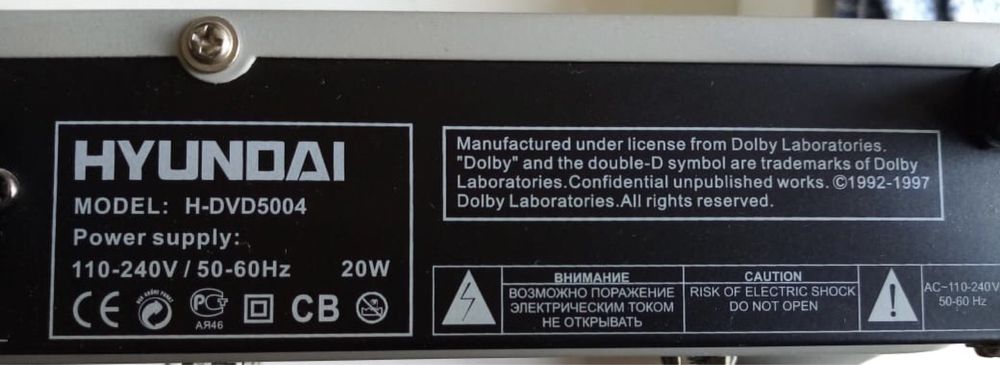 HYUNDAI
MODEL: H-DVD5004
Power supply:
110-240V / 50-60Hz 20W
CE
РСТ
АЯ46
CB
Manufactured under license from Dolby Laboratories.
"Dolby" and the double-D symbol are trademarks of Dolby
Laboratories.Confidential unpublished works. ©1992-1997
Dolby Laboratories.All rights reserved.
ВНИМАНИЕ
ВОЗМОЖНО ПОРАЖЕНИЕ
ЭЛЕКТРИЧЕСКИМ ТОКОМ
НЕ ОТКРЫВАТЬ
CAUTION
RISK OF ELECTRIC SHOCK
DO NOT OPEN
AC~110-240V
50-60 Hz